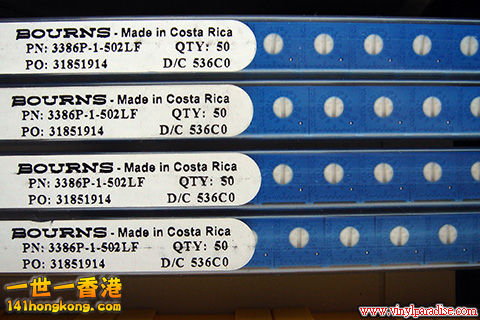 BOURNS - Made in Costa Rica
PN: 3386P-1-502LF QTY: 50
PO: 31851914 D/C 536C0
BOURNS - Made in Costa Rica
PN: 3386P-1-502LF QTY: 50
PO: 31851914 D/C 536C0
BOURNS - Made in Costa Rica
PN: 3386P-1-502LF QTY: 50
PO: 31851914 D/C 536C0
BOURNS - Made in Costa Rica
PN: 3386P-1-502LF QTY: 50
PO: 31851914 D/C 536C0
一世一香港
141hongkong.com
www.vinylparadise.com